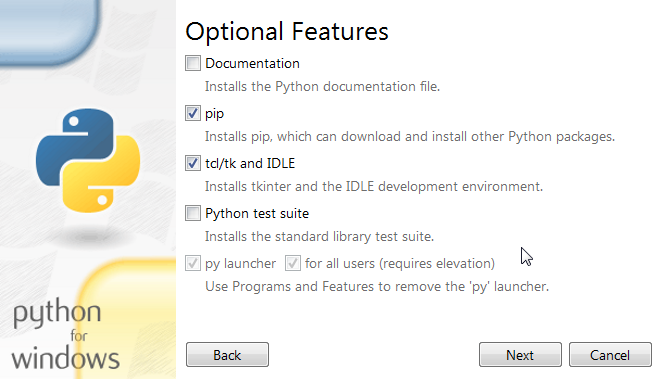 Optional Features
Documentation
Installs the Python documentation file.
pip
Installs pip, which can download and install other Python packages.
tcl/tk and IDLE
Installs tkinter and the IDLE development environment.
Python test suite
Installs the standard library test suite.
py launcher for all users (requires elevation)
Use Programs and Features to remove the 'py' launcher.
python
for
windows
Back Next Cancel